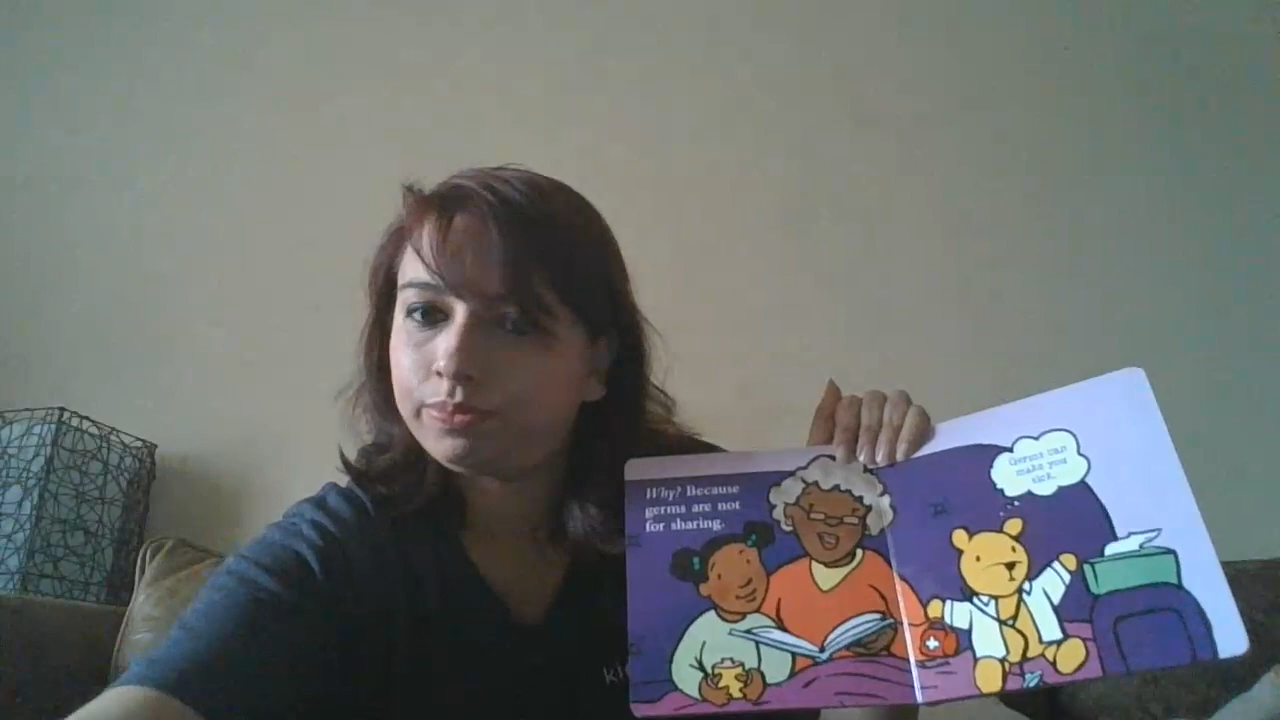 Why? Because
germs are not
for sharing.
Germs can
make you
sick.